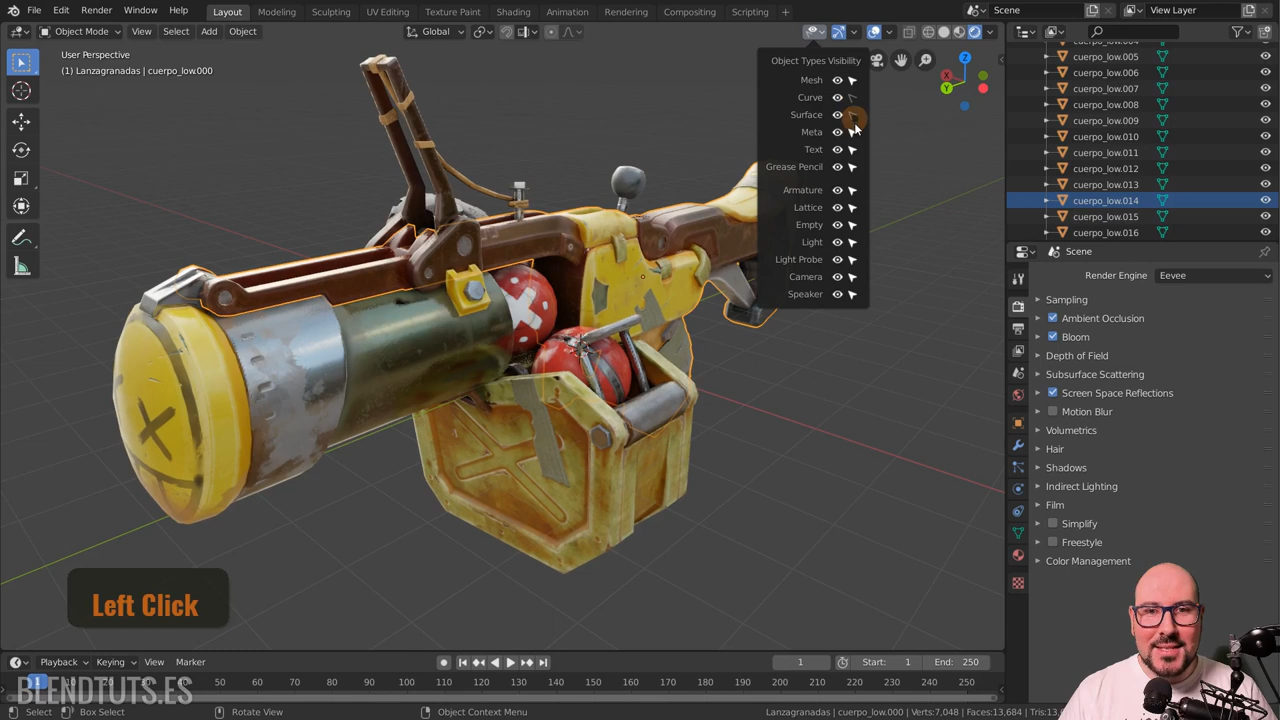 File Edit Render Window Help Layout Modeling Sculpting UV Editing Texture Paint Shading Animation Rendering Compositing Scripting + Scene View Layer
Object Mode View Select Add Object Global
User Perspective
(1) Lanzagranadas | cuerpo_low.000
Object Types Visibility
Mesh
Curve
Surface
Meta
Text
Grease Pencil
Armature
Lattice
Empty
Light
Light Probe
Camera
Speaker
Z
X
Y
cuerpo_low.005
cuerpo_low.006
cuerpo_low.007
cuerpo_low.008
cuerpo_low.009
cuerpo_low.010
cuerpo_low.011
cuerpo_low.012
cuerpo_low.013
cuerpo_low.014
cuerpo_low.015
cuerpo_low.016
Scene
Render Engine Eevee
Sampling
Ambient Occlusion
Bloom
Depth of Field
Subsurface Scattering
Screen Space Reflections
Motion Blur
Volumetrics
Hair
Shadows
Indirect Lighting
Film
Simplify
Freestyle
Color Management
Left Click
Playback Keying View Marker 1 Start: 1 End: 250
1 20 30 40 50 60 70 80 90 100 110 120 130 140 150 160 170 180 190 200 210 220 230 240 250
BLENDTUTS.ES
Select Box Select Rotate View Object Context Menu Lanzagranadas | cuerpo_low.000 | Verts:7,048 | Faces:13,684 | Tris:13,6